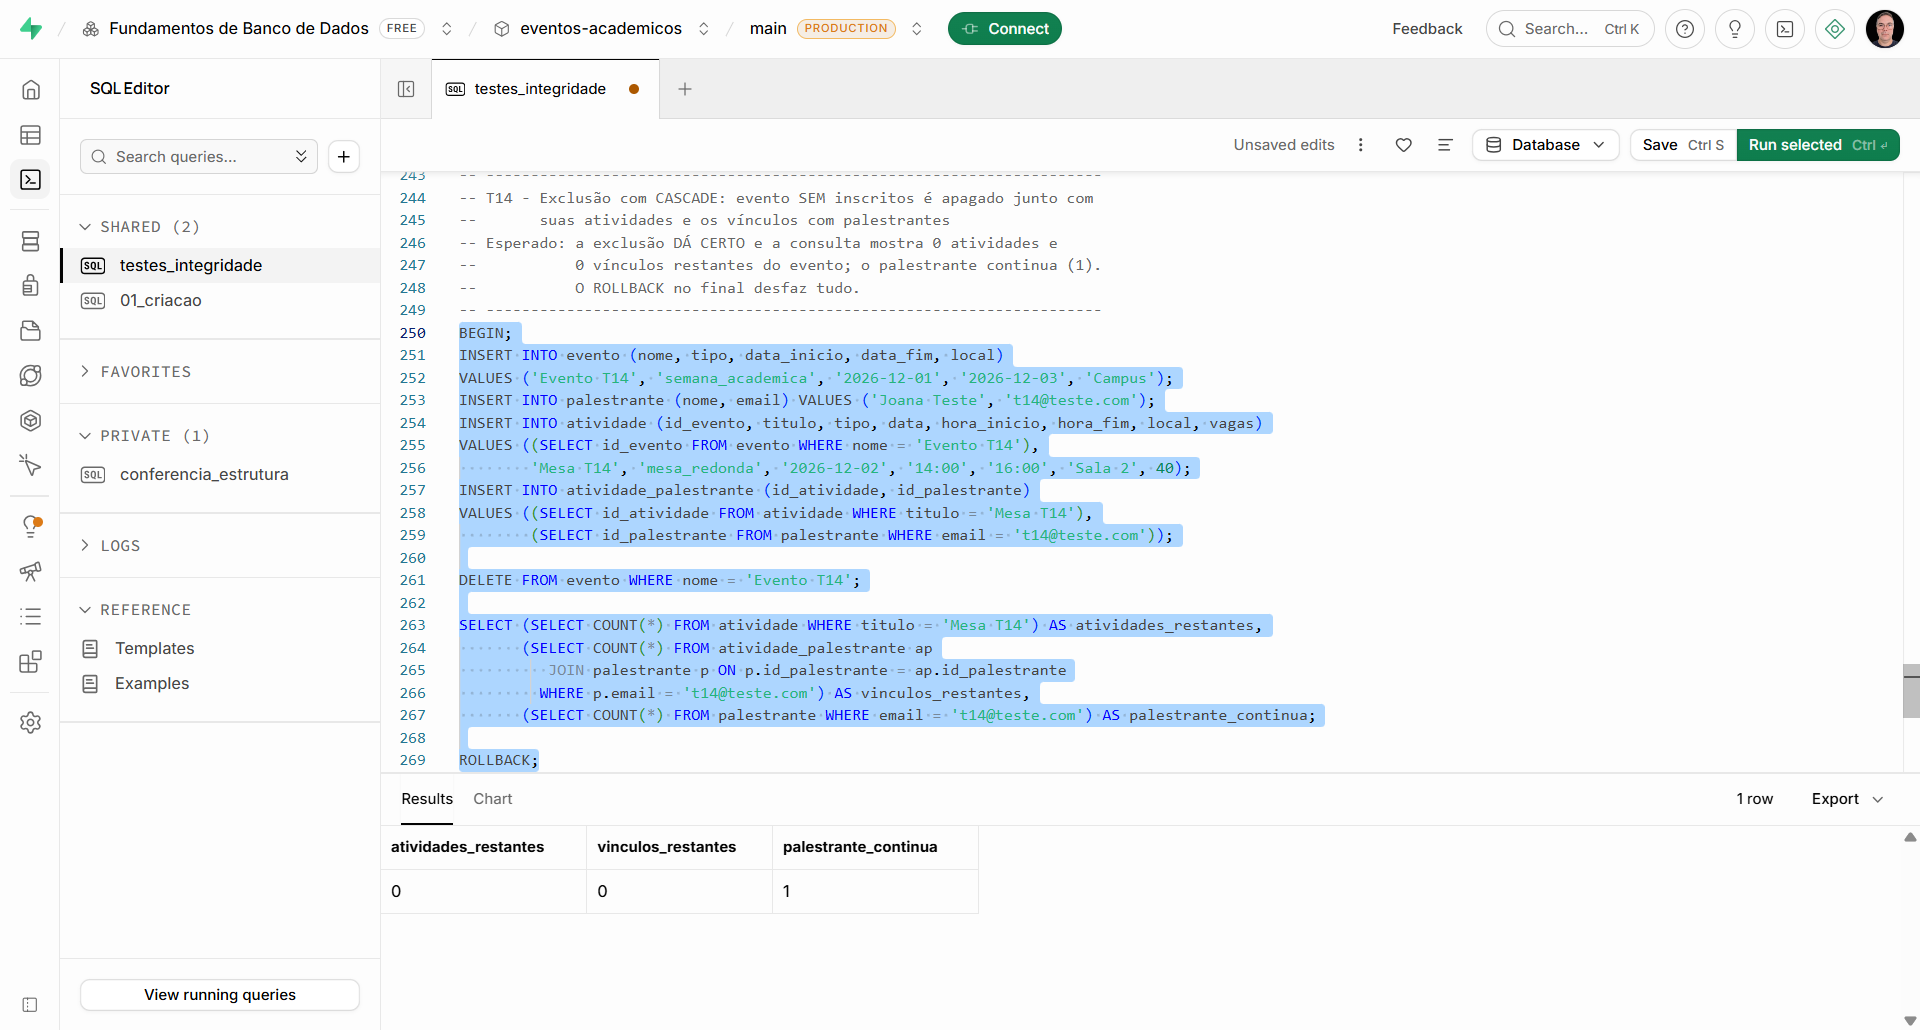 Fundamentos de Banco de Dados FREE
eventos-academicos
main PRODUCTION
Connect
Feedback
Search... Ctrl K
SQL Editor
SQL testes_integridade
Search queries...
Unsaved edits
Database
Save Ctrl S
Run selected Ctrl
SHARED (2)
SQL testes_integridade
SQL 01_criacao
FAVORITES
PRIVATE (1)
SQL conferencia_estrutura
LOGS
REFERENCE
Templates
Examples
View running queries
243 -- ---------------------------------------------------------------------
244 -- T14 - Exclusão com CASCADE: evento SEM inscritos é apagado junto com
245 --       suas atividades e os vínculos com palestrantes
246 -- Esperado: a exclusão DÁ CERTO e a consulta mostra 0 atividades e
247 --           0 vínculos restantes do evento; o palestrante continua (1).
248 --           O ROLLBACK no final desfaz tudo.
249 -- ---------------------------------------------------------------------
250 BEGIN;
251 INSERT INTO evento (nome, tipo, data_inicio, data_fim, local)
252 VALUES ('Evento T14', 'semana_academica', '2026-12-01', '2026-12-03', 'Campus');
253 INSERT INTO palestrante (nome, email) VALUES ('Joana Teste', 't14@teste.com');
254 INSERT INTO atividade (id_evento, titulo, tipo, data, hora_inicio, hora_fim, local, vagas)
255 VALUES ((SELECT id_evento FROM evento WHERE nome = 'Evento T14'),
256         'Mesa T14', 'mesa_redonda', '2026-12-02', '14:00', '16:00', 'Sala 2', 40);
257 INSERT INTO atividade_palestrante (id_atividade, id_palestrante)
258 VALUES ((SELECT id_atividade FROM atividade WHERE titulo = 'Mesa T14'),
259         (SELECT id_palestrante FROM palestrante WHERE email = 't14@teste.com'));
260
261 DELETE FROM evento WHERE nome = 'Evento T14';
262
263 SELECT (SELECT COUNT(*) FROM atividade WHERE titulo = 'Mesa T14') AS atividades_restantes,
264        (SELECT COUNT(*) FROM atividade_palestrante ap
265           JOIN palestrante p ON p.id_palestrante = ap.id_palestrante
266          WHERE p.email = 't14@teste.com') AS vinculos_restantes,
267        (SELECT COUNT(*) FROM palestrante WHERE email = 't14@teste.com') AS palestrante_continua;
268
269 ROLLBACK;
Results Chart 1 row Export
atividades_restantes vinculos_restantes palestrante_continua
0 0 1